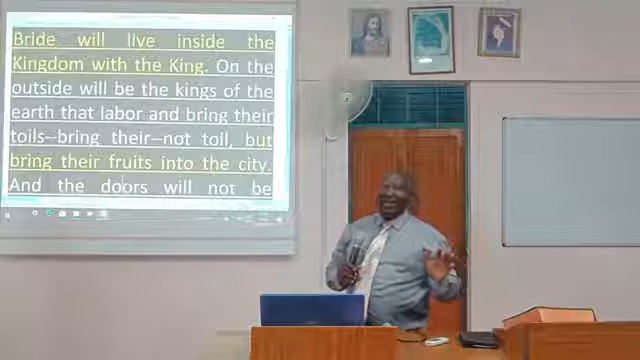 Bride will live inside the
Kingdom with the King. On the
outside will be the kings of the
earth that labor and bring their
toils–bring their–not toll, but
bring their fruits into the city.
And the doors will not be